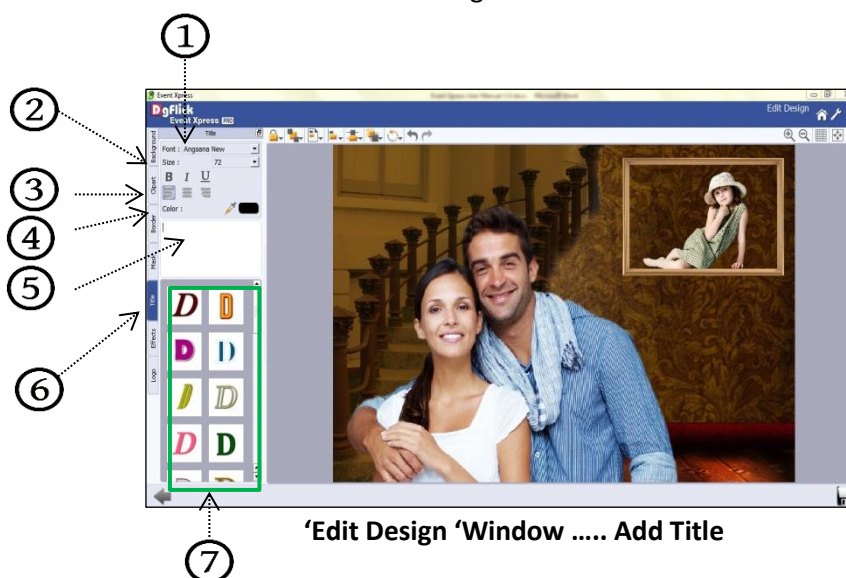 1
Event Xpress
2
DgFlick
Event Xpress PRO
Edit Design
Title
Background
Font : Angsana New
Size : 72
3
Clipart
B I U
Color :
4
Border
5
Mask
6
Title
Effects
Logo
D D
D D
D D
D D
D D
7
‘Edit Design ‘Window ….. Add Title